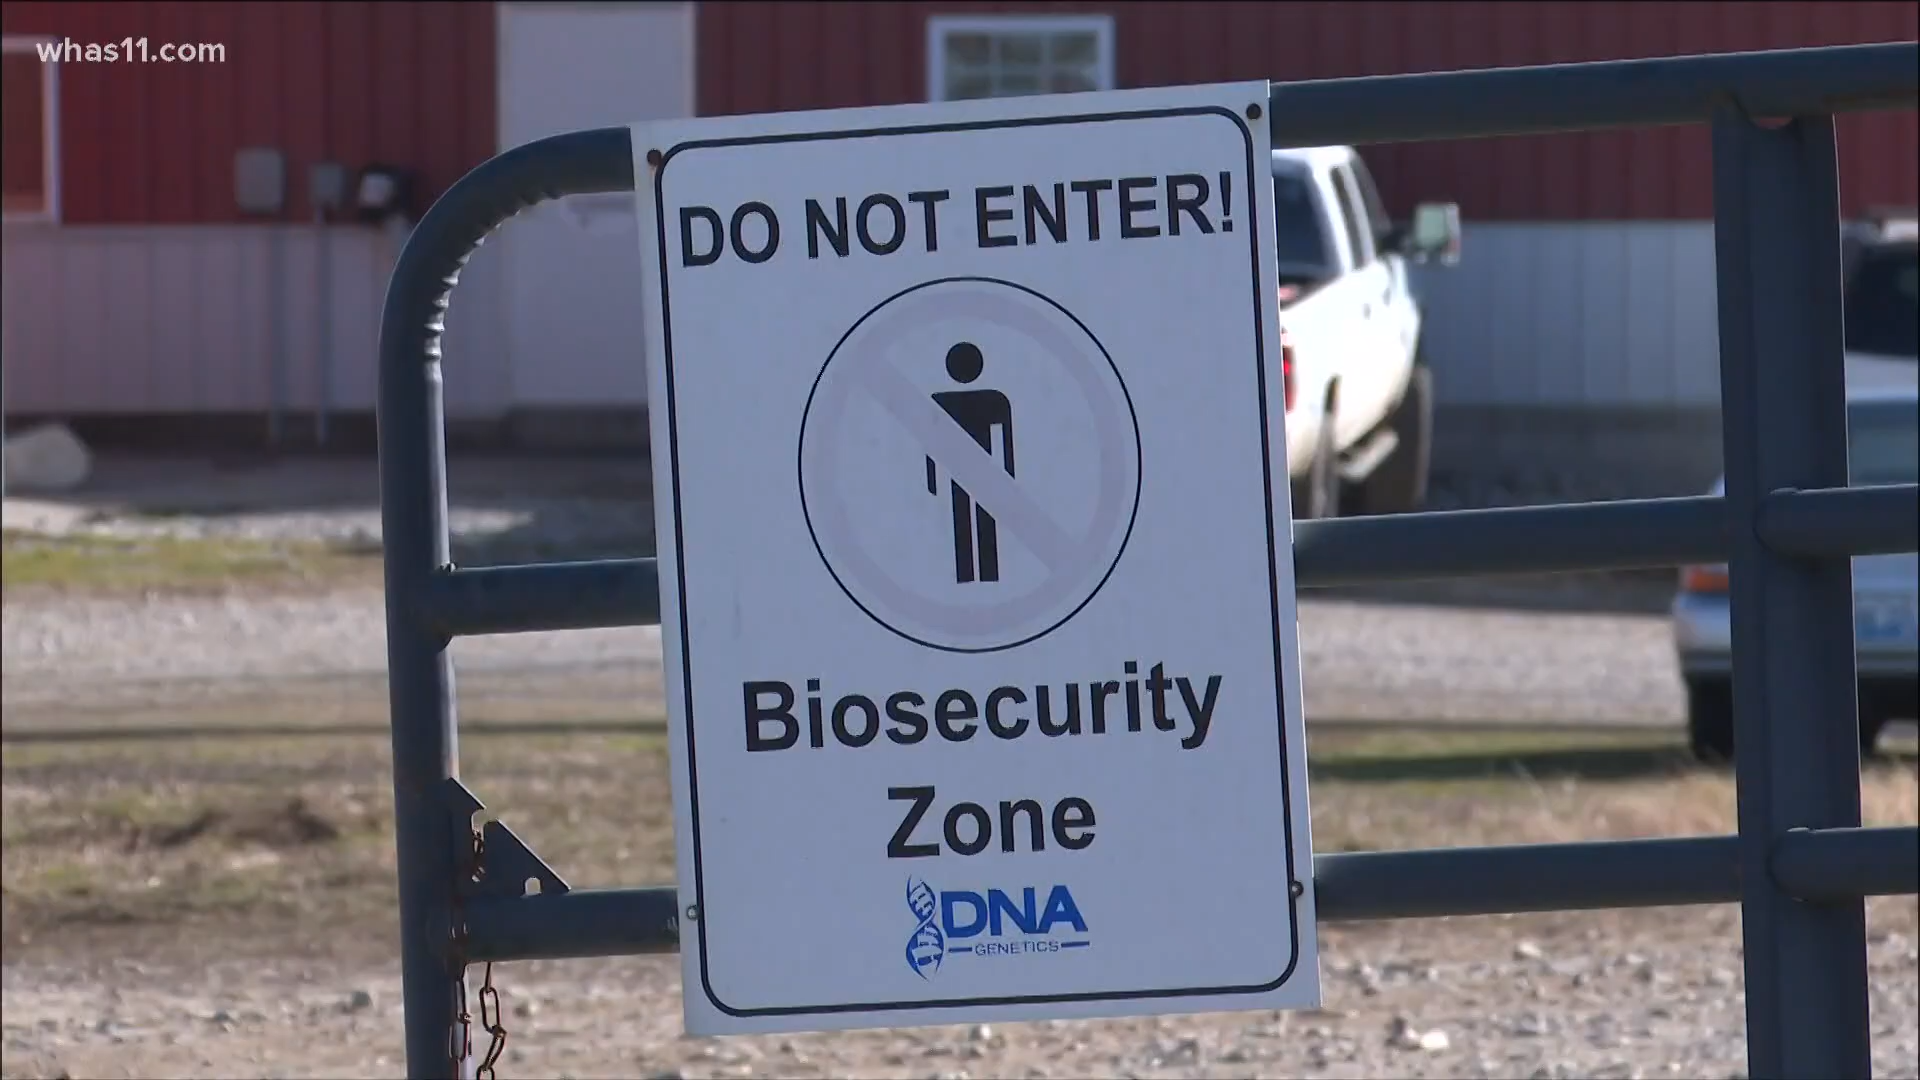 whas11.com
DO NOT ENTER!
Biosecurity
Zone
DNA
GENETICS